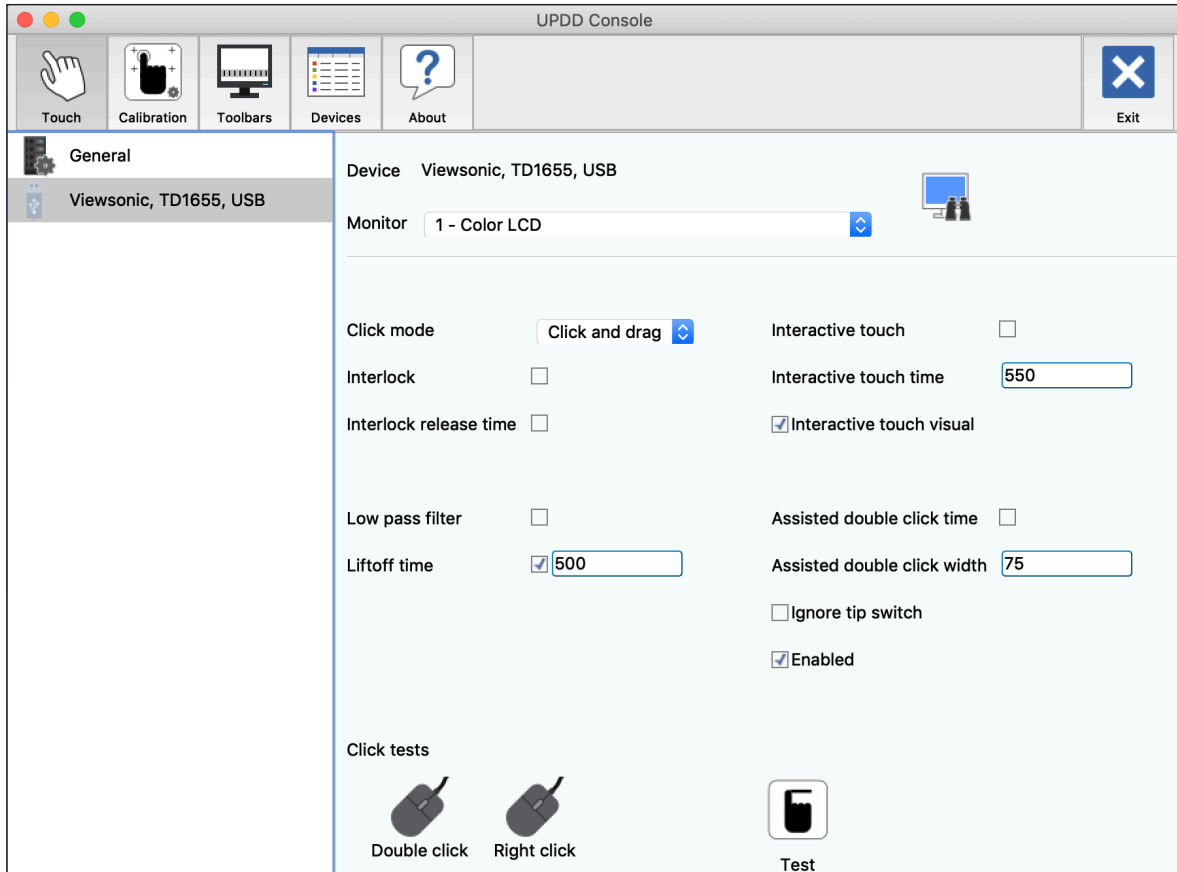 UPDD Console
Touch Calibration Toolbars Devices About Exit
General
Viewsonic, TD1655, USB
Device Viewsonic, TD1655, USB
Monitor 1 - Color LCD
Click mode Click and drag Interactive touch
Interlock Interactive touch time 550
Interlock release time Interactive touch visual
Low pass filter Assisted double click time
Liftoff time 500 Assisted double click width 75
Ignore tip switch
Enabled
Click tests
Double click Right click Test